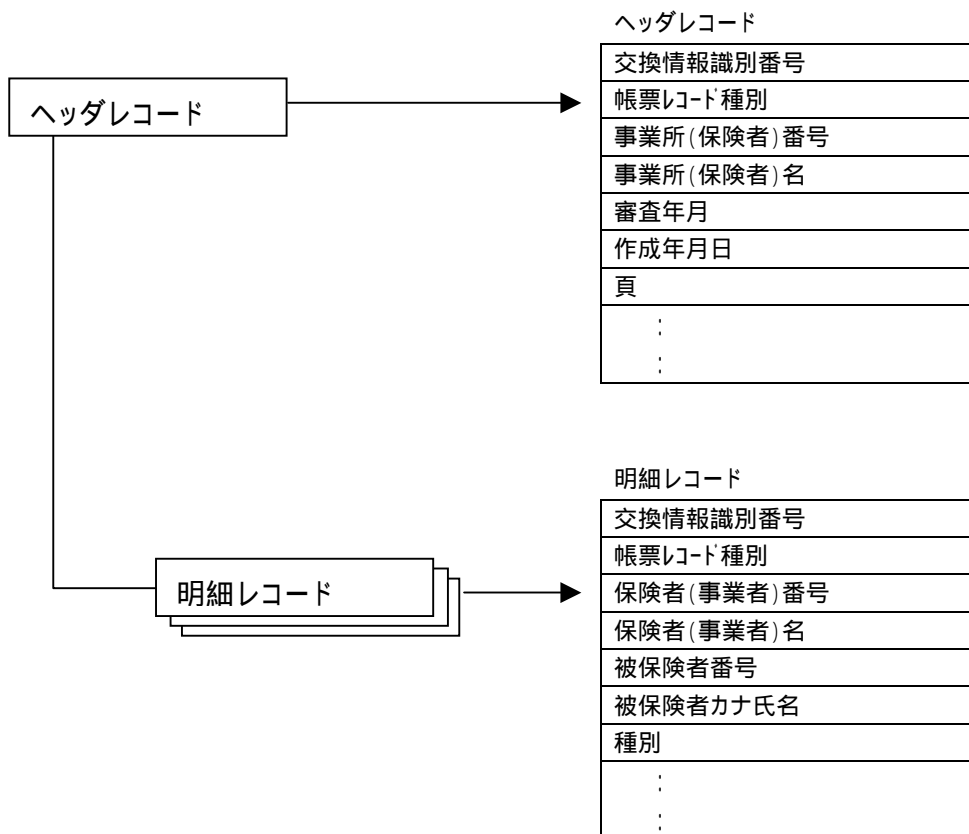 ヘッダレコード
ヘッダレコード
交換情報識別番号
帳票ﾚｺｰﾄﾞ種別
事業所(保険者)番号
事業所(保険者)名
審査年月
作成年月日
頁
:
:
明細レコード
明細レコード
交換情報識別番号
帳票ﾚｺｰﾄﾞ種別
保険者(事業者)番号
保険者(事業者)名
被保険者番号
被保険者カナ氏名
種別
:
: